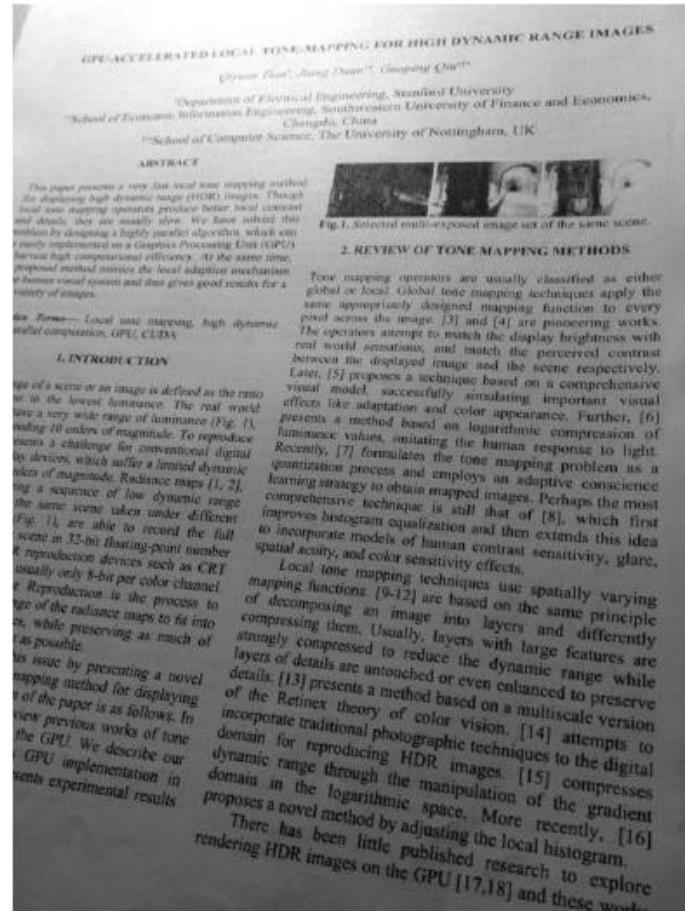 GPU-ACCELERATED LOCAL TONE-MAPPING FOR HIGH DYNAMIC RANGE IMAGES
Jiang Duan**, Guoping Qiu***
*Department of Electrical Engineering, Stanford University
**School of Economic Information Engineering, Southwestern University of Finance and Economics,
Chengdu, China
***School of Computer Science, The University of Nottingham, UK
ABSTRACT
This paper presents a very fast local tone mapping method
for displaying high dynamic range (HDR) images. Though
local tone mapping operators produce better local contrast
and details, they are usually slow. We have solved this
problem by designing a highly parallel algorithm, which can
easily implemented on a Graphics Processing Unit (GPU)
harvest high computational efficiency. At the same time,
proposed method mimics the local adaption mechanism
human visual system and thus gives good results for a
variety of images.
Terms— Local tone mapping, high dynamic
parallel computation, GPU, CUDA
1. INTRODUCTION
of a scene or an image is defined as the ratio
to the lowest luminance. The real world
have a very wide range of luminance (Fig. 1),
10 orders of magnitude. To reproduce
a challenge for conventional digital
devices, which suffer a limited dynamic
orders of magnitude. Radiance maps [1, 2],
a sequence of low dynamic range
the same scene taken under different
(Fig. 1), are able to record the full
scene in 32-bit floating-point number
reproduction devices such as CRT
usually only 8-bit per color channel
Reproduction is the process to
of the radiance maps to fit into
while preserving as much of
as possible.
this issue by presenting a novel
mapping method for displaying
of the paper is as follows. In
previous works of tone
the GPU. We describe our
GPU implementation in
experimental results
Fig.1. Selected multi-exposed image set of the same scene.
2. REVIEW OF TONE MAPPING METHODS
Tone mapping operators are usually classified as either
global or local. Global tone mapping techniques apply the
same appropriately designed mapping function to every
pixel across the image. [3] and [4] are pioneering works.
The operators attempt to match the display brightness with
real world sensations, and match the perceived contrast
between the displayed image and the scene respectively.
Later, [5] proposes a technique based on a comprehensive
visual model, successfully simulating important visual
effects like adaptation and color appearance. Further, [6]
presents a method based on logarithmic compression of
luminance values, imitating the human response to light.
Recently, [7] formulates the tone mapping problem as a
quantization process and employs an adaptive conscience
learning strategy to obtain mapped images. Perhaps the most
comprehensive technique is still that of [8], which first
improves histogram equalization and then extends this idea
to incorporate models of human contrast sensitivity, glare,
spatial acuity, and color sensitivity effects.
Local tone mapping techniques use spatially varying
mapping functions. [9-12] are based on the same principle
of decomposing an image into layers and differently
compressing them. Usually, layers with large features are
strongly compressed to reduce the dynamic range while
layers of details are untouched or even enhanced to preserve
details. [13] presents a method based on a multiscale version
of the Retinex theory of color vision. [14] attempts to
incorporate traditional photographic techniques to the digital
domain for reproducing HDR images. [15] compresses
dynamic range through the manipulation of the gradient
domain in the logarithmic space. More recently, [16]
proposes a novel method by adjusting the local histogram.
There has been little published research to explore
rendering HDR images on the GPU [17,18] and these works